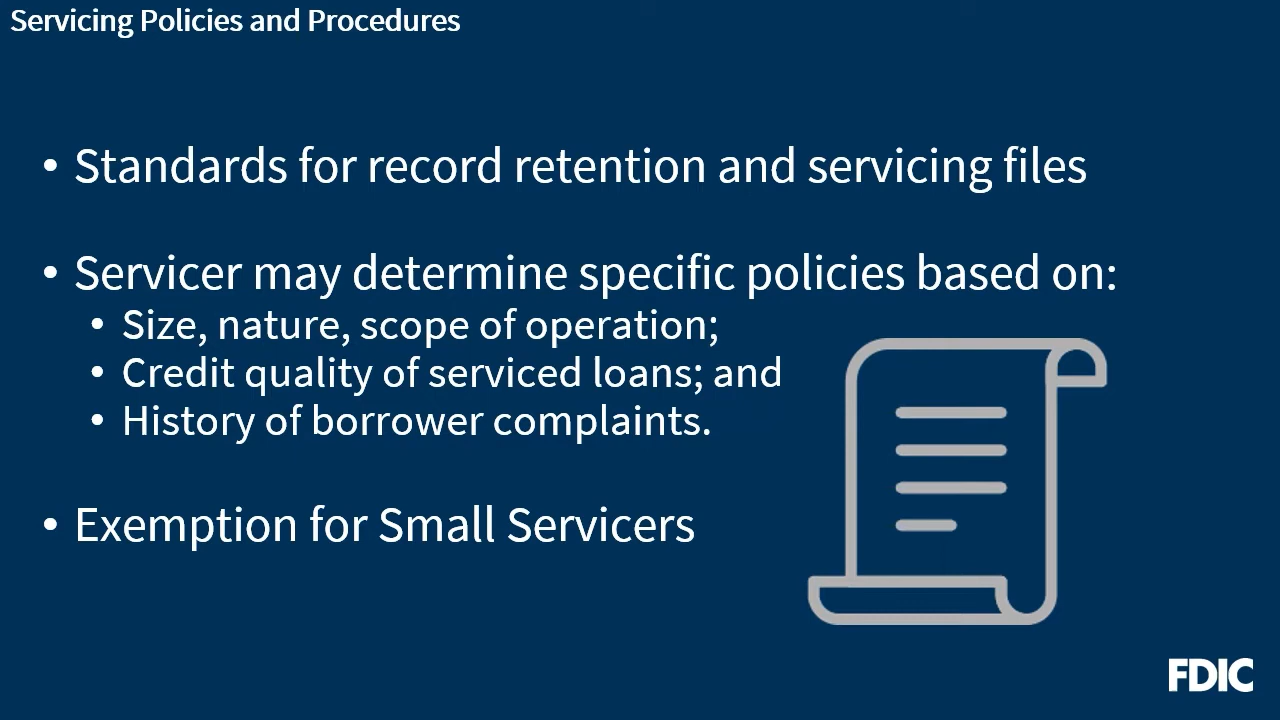 Servicing Policies and Procedures
• Standards for record retention and servicing files
• Servicer may determine specific policies based on:
• Size, nature, scope of operation;
• Credit quality of serviced loans; and
• History of borrower complaints.
• Exemption for Small Servicers
FDIC